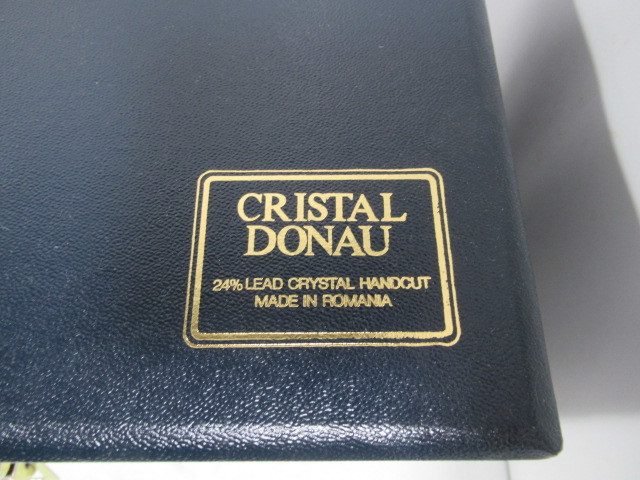 CRISTAL
DONAU
24% LEAD CRYSTAL HANDCUT
MADE IN ROMANIA